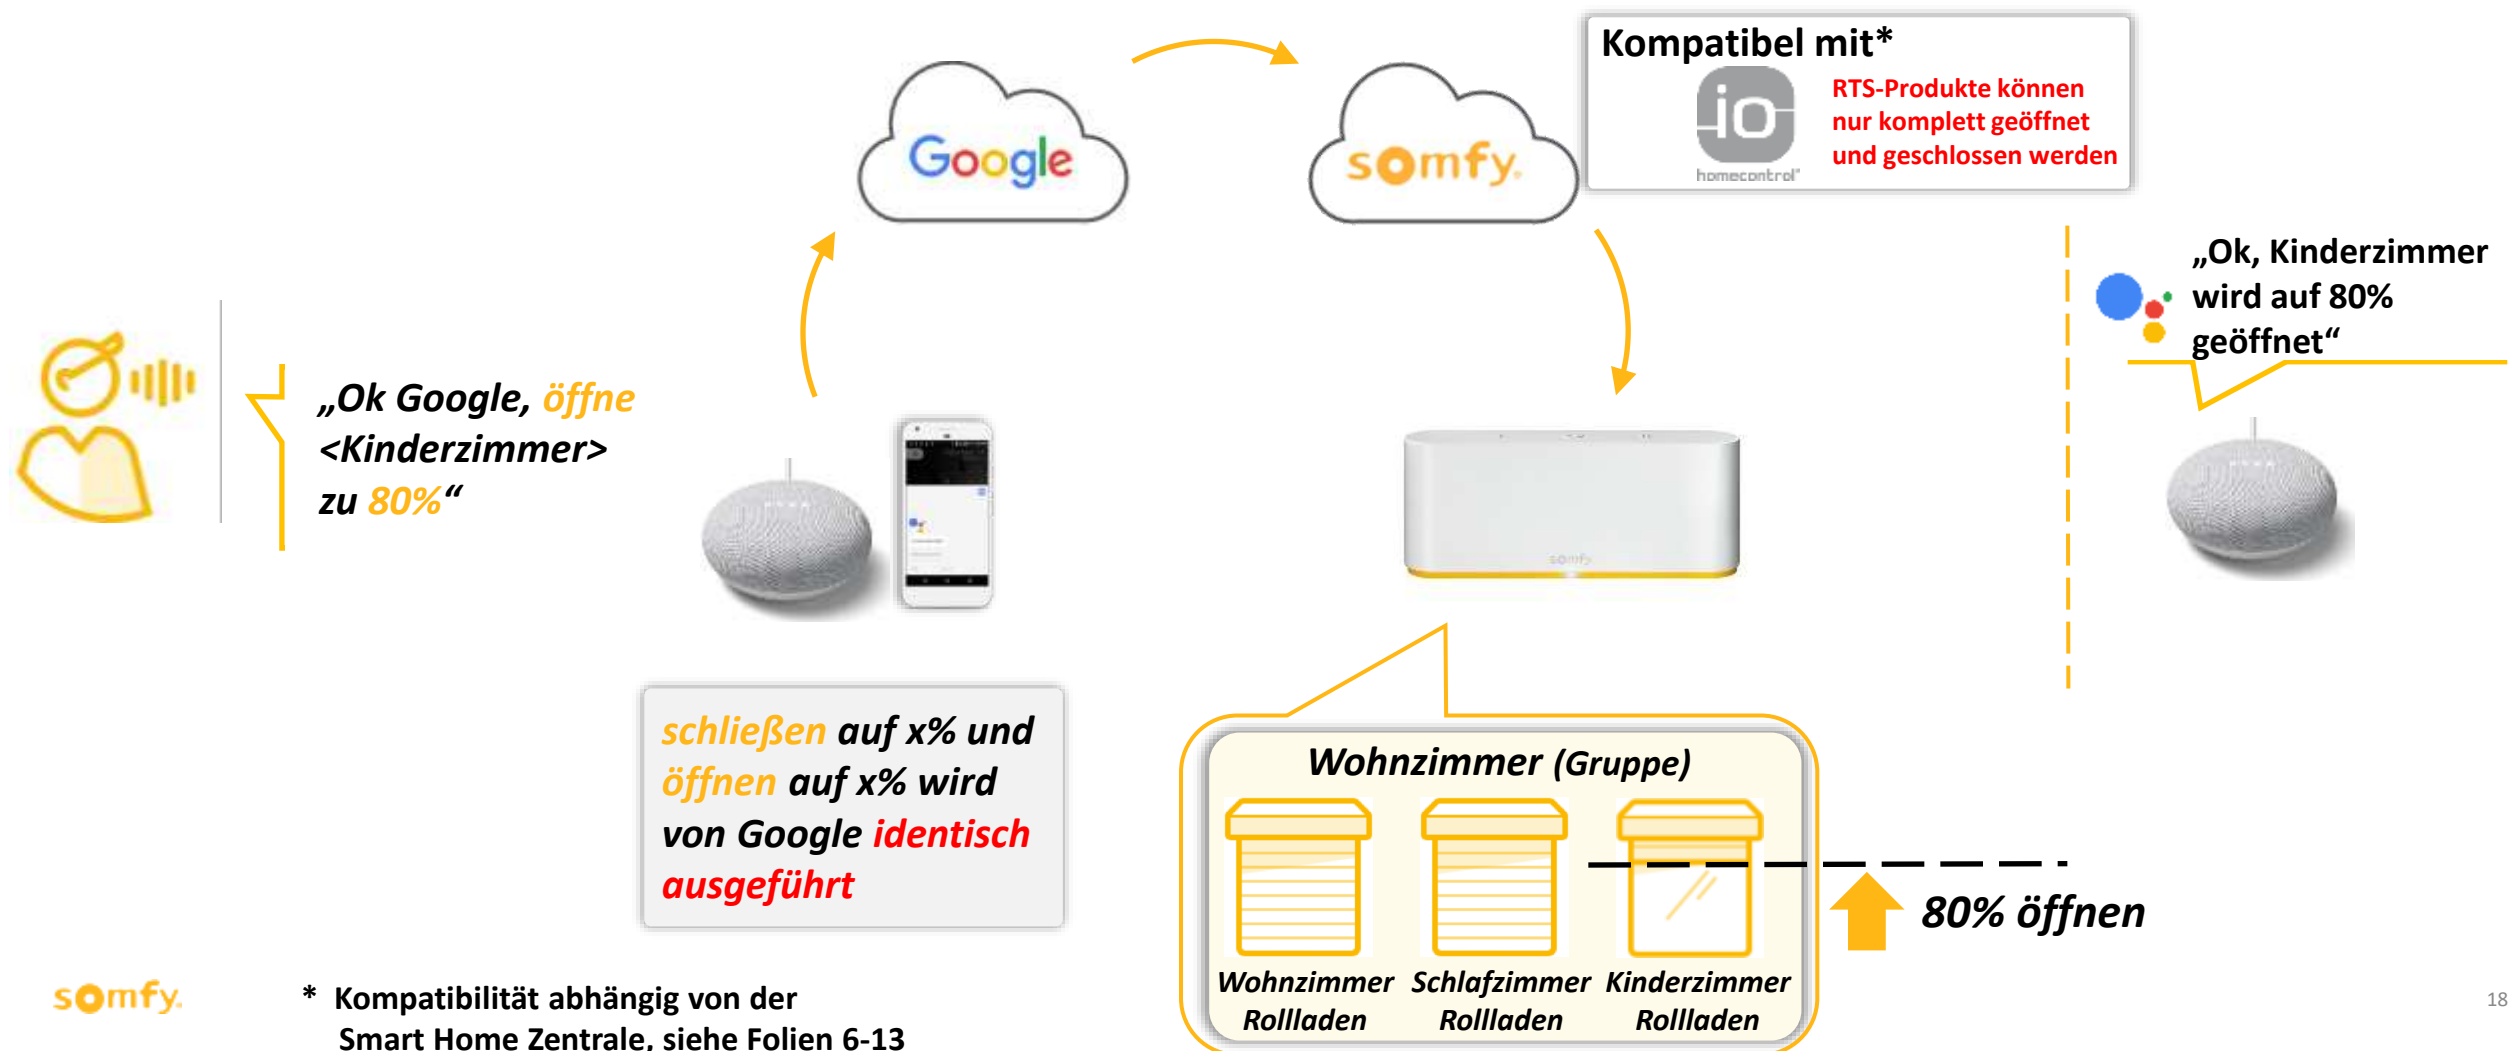 Google
somfy.
Kompatibel mit*
io
homecontrol®
RTS-Produkte können
nur komplett geöffnet
und geschlossen werden
„Ok Google, öffne
<Kinderzimmer>
zu 80%“
„Ok, Kinderzimmer
wird auf 80%
geöffnet“
somfy
schließen auf x% und
öffnen auf x% wird
von Google identisch
ausgeführt
Wohnzimmer (Gruppe)
80% öffnen
Wohnzimmer
Rollladen
Schlafzimmer
Rollladen
Kinderzimmer
Rollladen
somfy.
* Kompatibilität abhängig von der
Smart Home Zentrale, siehe Folien 6-13
18